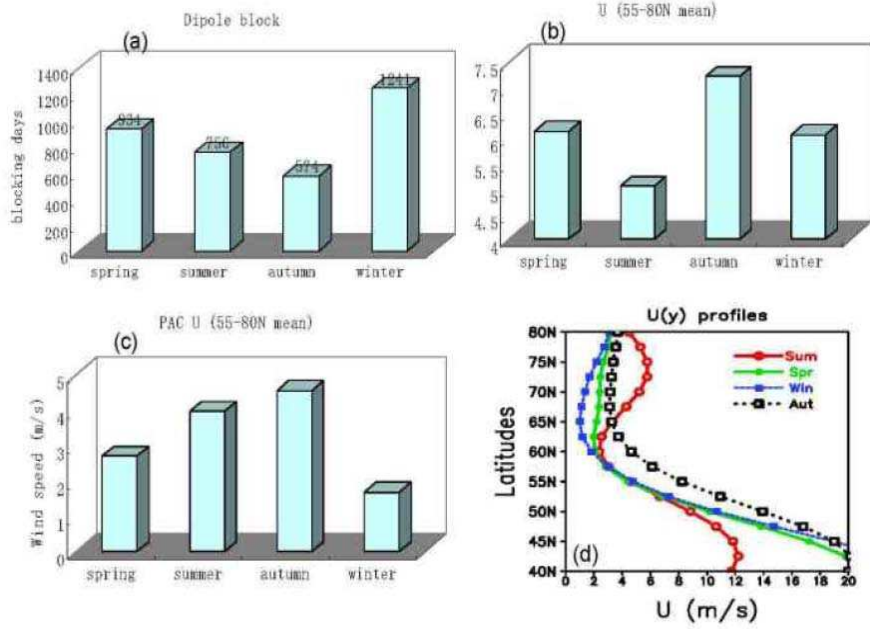 Dipole block
(a)
1400
1200
1000
800
600
400
200
0
blocking days
934
756
574
1241
spring summer autumn winter
U (55-80N mean)
(b)
7.5
7
6.5
6
5.5
5
4.5
4
spring summer autumn winter
PAC U (55-80N mean)
(c)
5
4
3
2
1
0
Wind speed (m/s)
spring summer autumn winter
U(y) profiles
80N
75N
70N
65N
60N
55N
50N
45N
40N
Latitudes
Sum
Spr
Win
Aut
(d)
0 2 4 6 8 10 12 14 16 18 20
U (m/s)